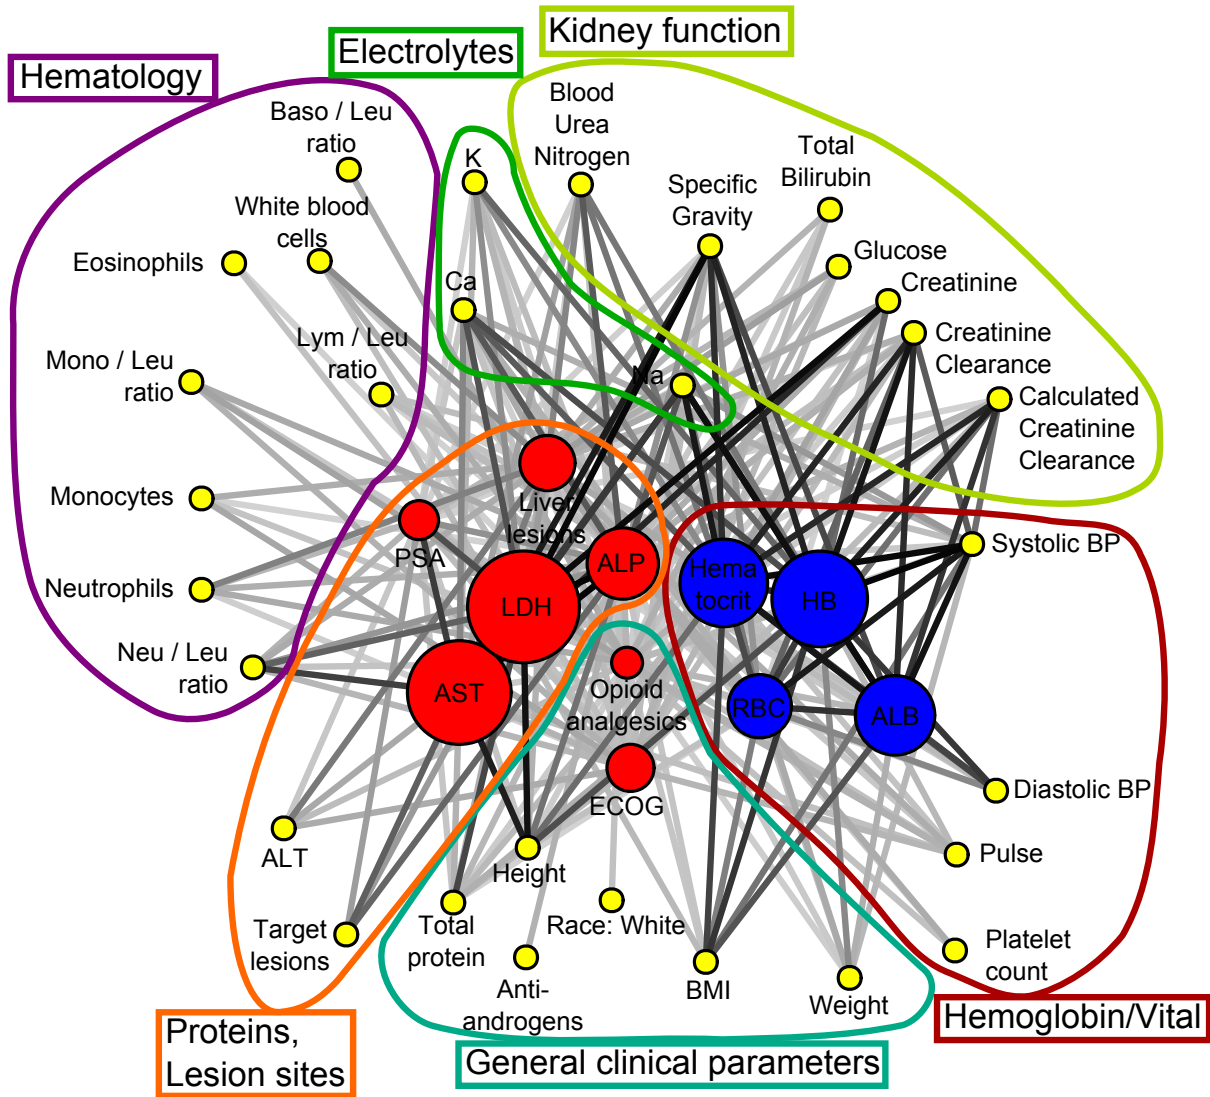 Kidney function
Electrolytes
Hematology
Blood
Urea
Nitrogen
Baso / Leu
ratio
K
Total
Bilirubin
Specific
Gravity
White blood
cells
Eosinophils
Glucose
Ca
Creatinine
Lym / Leu
ratio
Creatinine
Clearance
Mono / Leu
ratio
Na
Calculated
Creatinine
Clearance
Monocytes
Liver
lesions
PSA
Systolic BP
ALP
Hema
tocrit
HB
LDH
Neutrophils
Neu / Leu
ratio
AST
Opioid
analgesics
RBC
ALB
ECOG
Diastolic BP
ALT
Height
Pulse
Target
lesions
Total
protein
Race: White
Platelet
count
Anti-
androgens
BMI
Weight
Hemoglobin/Vital
Proteins,
Lesion sites
General clinical parameters